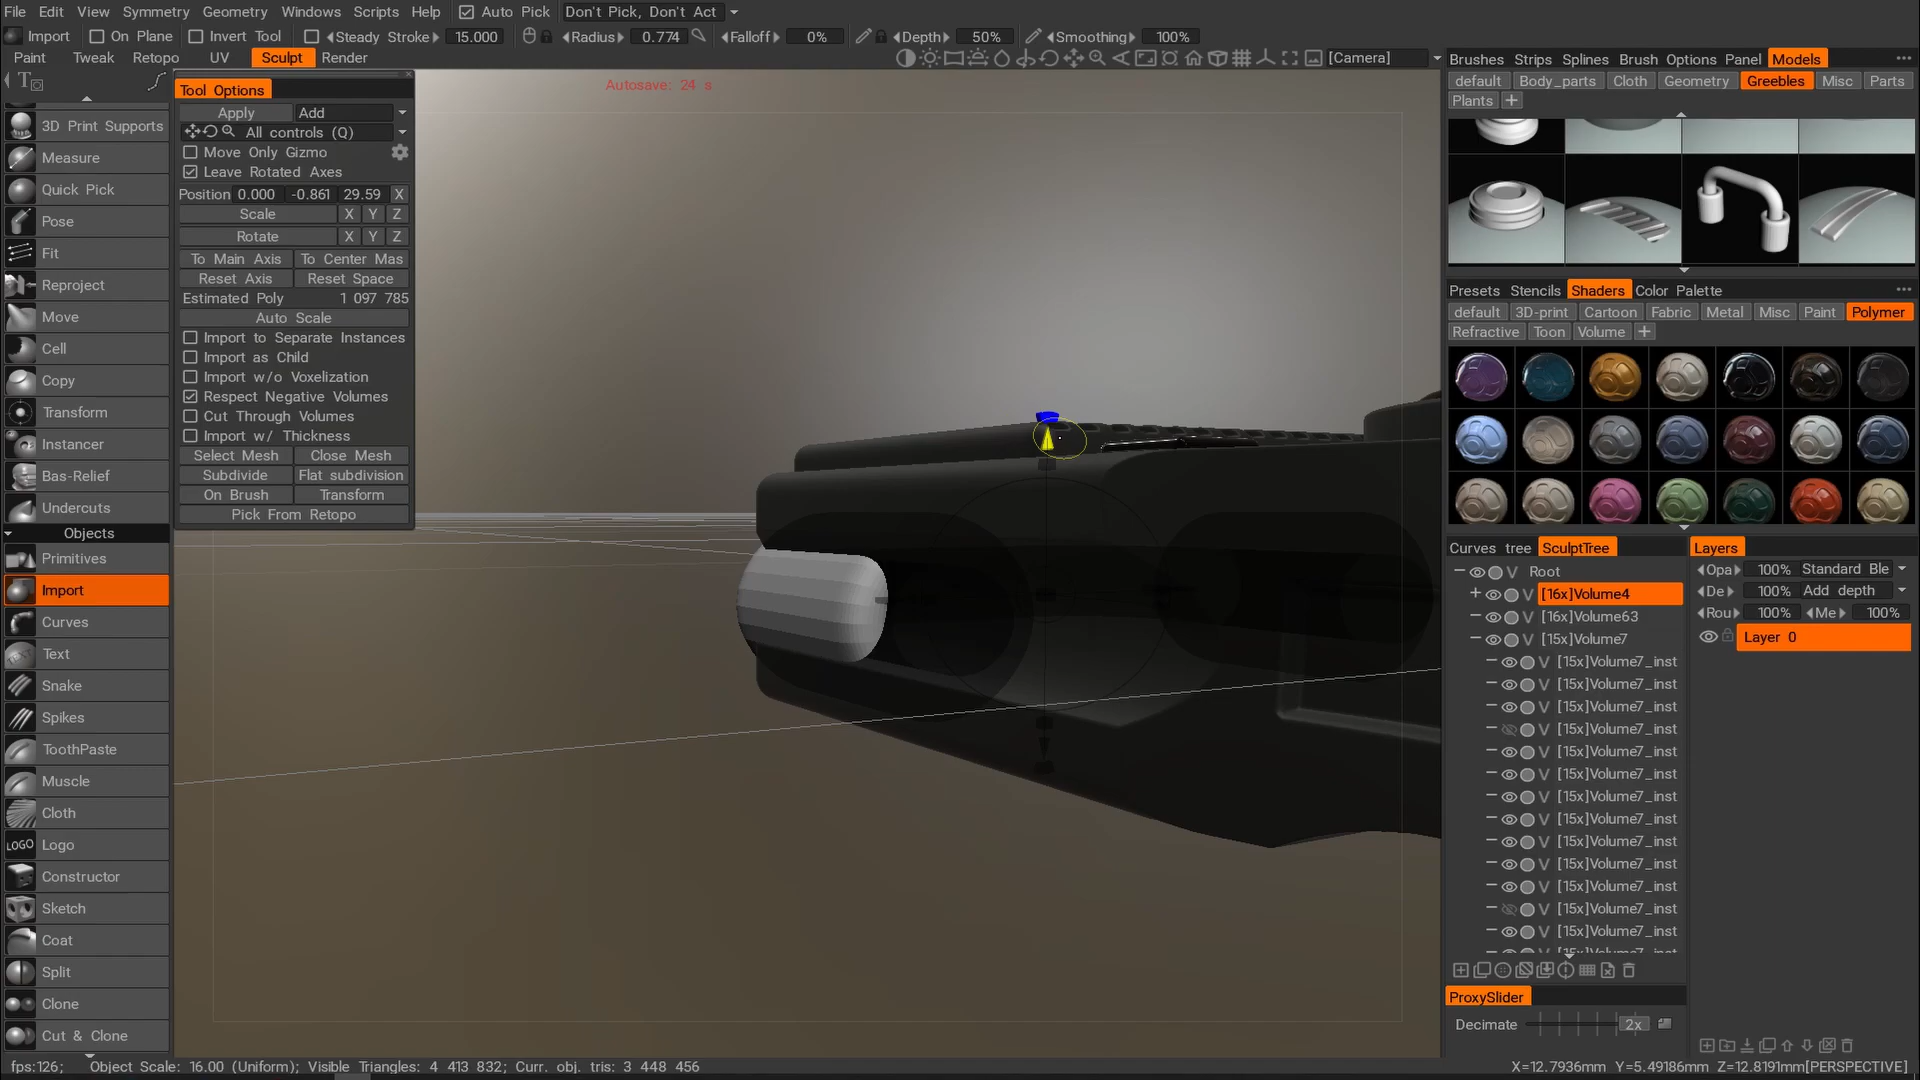 File Edit View Symmetry Geometry Windows Scripts Help Auto Pick Don't Pick, Don't Act
Import On Plane Invert Tool Steady Stroke 15.000 Radius 0.774 Falloff 0% Depth 50% Smoothing 100%
Paint Tweak Retopo UV Sculpt Render [Camera]
Autosave: 24 s
3D Print Supports
Measure
Quick Pick
Pose
Fit
Reproject
Move
Cell
Copy
Transform
Instancer
Bas-Relief
Undercuts
Objects
Primitives
Import
Curves
Text
Snake
Spikes
ToothPaste
Muscle
Cloth
LOGO Logo
Constructor
Sketch
Coat
Split
Clone
Cut & Clone
Tool Options
Apply Add
All controls (Q)
Move Only Gizmo
Leave Rotated Axes
Position 0.000 -0.861 29.59 X
Scale X Y Z
Rotate X Y Z
To Main Axis To Center Mas
Reset Axis Reset Space
Estimated Poly 1 097 785
Auto Scale
Import to Separate Instances
Import as Child
Import w/o Voxelization
Respect Negative Volumes
Cut Through Volumes
Import w/ Thickness
Select Mesh Close Mesh
Subdivide Flat subdivision
On Brush Transform
Pick From Retopo
Brushes Strips Splines Brush Options Panel Models
default Body_parts Cloth Geometry Greebles Misc Parts
Plants +
Presets Stencils Shaders Color Palette
default 3D-print Cartoon Fabric Metal Misc Paint Polymer
Refractive Toon Volume +
Curves tree SculptTree
V Root
+ V [16x]Volume4
V [16x]Volume63
V [15x]Volume7
V [15x]Volume7_inst
V [15x]Volume7_inst
V [15x]Volume7_inst
V [15x]Volume7_inst
V [15x]Volume7_inst
V [15x]Volume7_inst
V [15x]Volume7_inst
V [15x]Volume7_inst
V [15x]Volume7_inst
V [15x]Volume7_inst
V [15x]Volume7_inst
V [15x]Volume7_inst
V [15x]Volume7_inst
ProxySlider
Decimate 2x
Layers
Opa 100% Standard Ble
De 100% Add depth
Rou 100% Me 100%
Layer 0
fps:126; Object Scale: 16.00 (Uniform); Visible Triangles: 4 413 832; Curr. obj. tris: 3 448 456
X=12.7936mm Y=5.49186mm Z=12.8191mm[PERSPECTIVE]